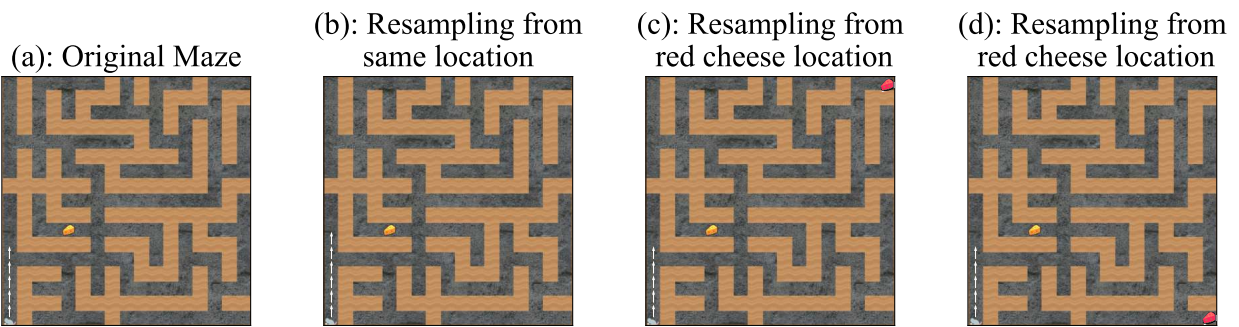 (a): Original Maze
(b): Resampling from
same location
(c): Resampling from
red cheese location
(d): Resampling from
red cheese location